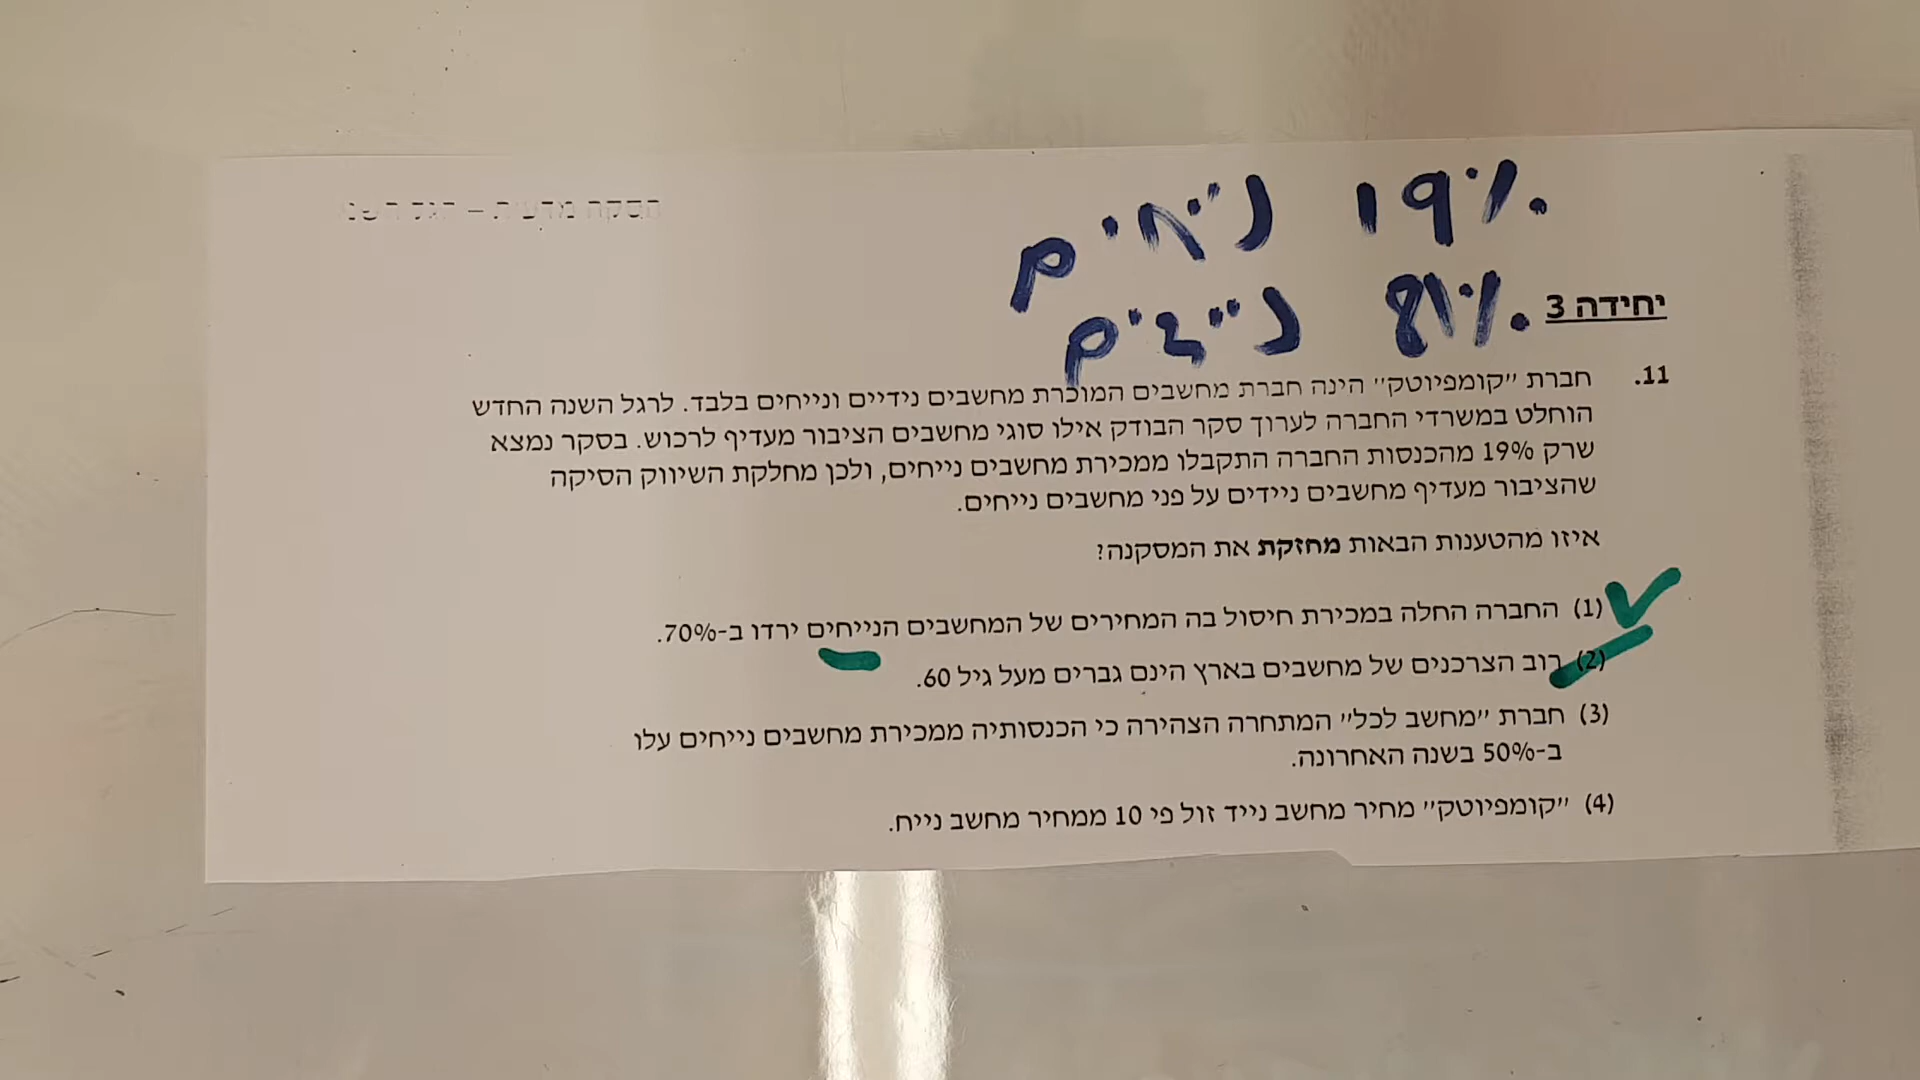 19% נייחים
81% ניידים
יחידה 3
11. חברת "קומפיוטק" הינה חברת מחשבים המוכרת מחשבים נידיים ונייחים בלבד. לרגל השנה החדש
הוחלט במשרדי החברה לערוך סקר הבודק אילו סוגי מחשבים הציבור מעדיף לרכוש. בסקר נמצא
שרק 19% מהכנסות החברה התקבלו ממכירת מחשבים נייחים, ולכן מחלקת השיווק הסיקה
שהציבור מעדיף מחשבים ניידים על פני מחשבים נייחים.
איזו מהטענות הבאות מחזקת את המסקנה?
(1) החברה החלה במכירת חיסול בה המחירים של המחשבים הנייחים ירדו ב-70%.
(2) רוב הצרכנים של מחשבים בארץ הינם גברים מעל גיל 60.
(3) חברת "מחשב לכל" המתחרה הצהירה כי הכנסותיה ממכירת מחשבים נייחים עלו
ב-50% בשנה האחרונה.
(4) "קומפיוטק" מחיר מחשב נייד זול פי 10 ממחיר מחשב נייח.